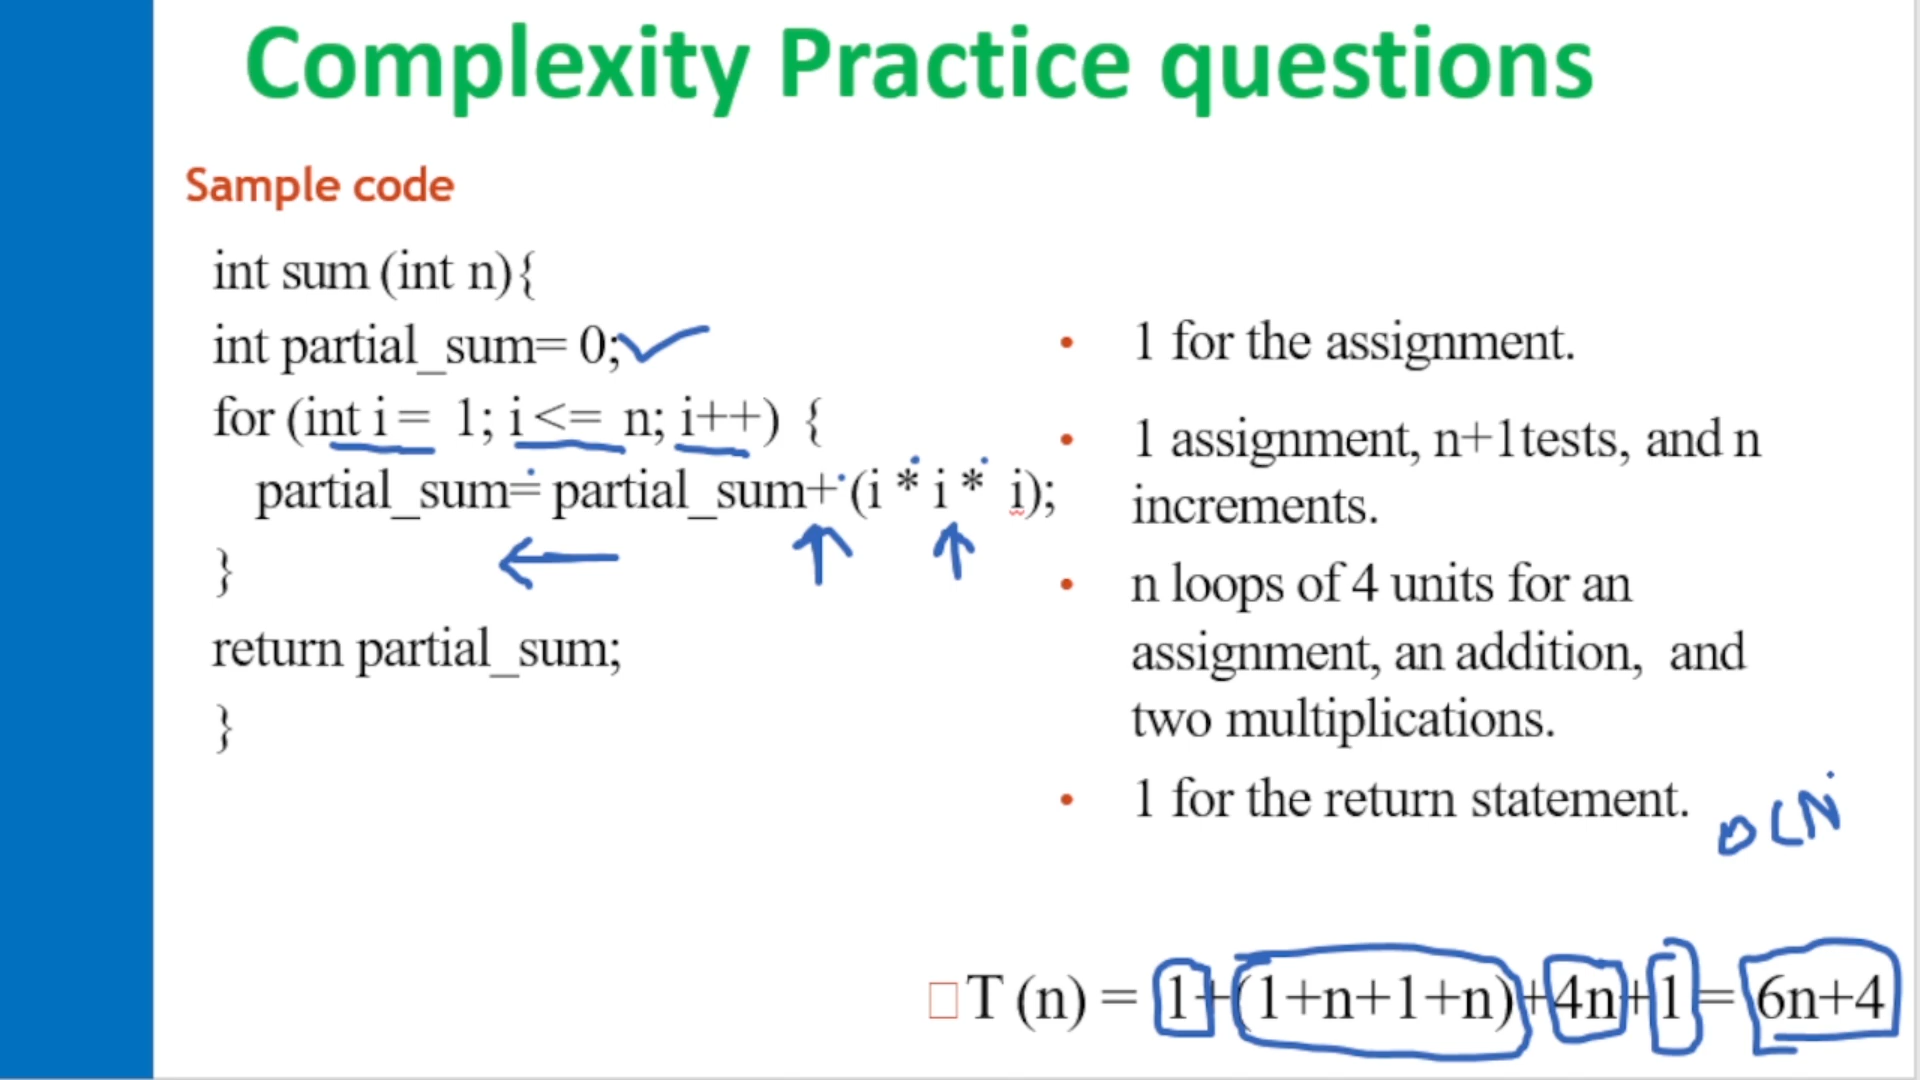 Complexity Practice questions
Sample code
int sum (int n){
int partial_sum= 0;
for (int i = 1; i <= n; i++) {
partial_sum= partial_sum+ (i * i * i);
}
return partial_sum;
}
• 1 for the assignment.
• 1 assignment, n+1tests, and n
increments.
• n loops of 4 units for an
assignment, an addition, and
two multiplications.
• 1 for the return statement.
O(N
T (n) = 1+(1+n+1+n)+4n+1 = 6n+4